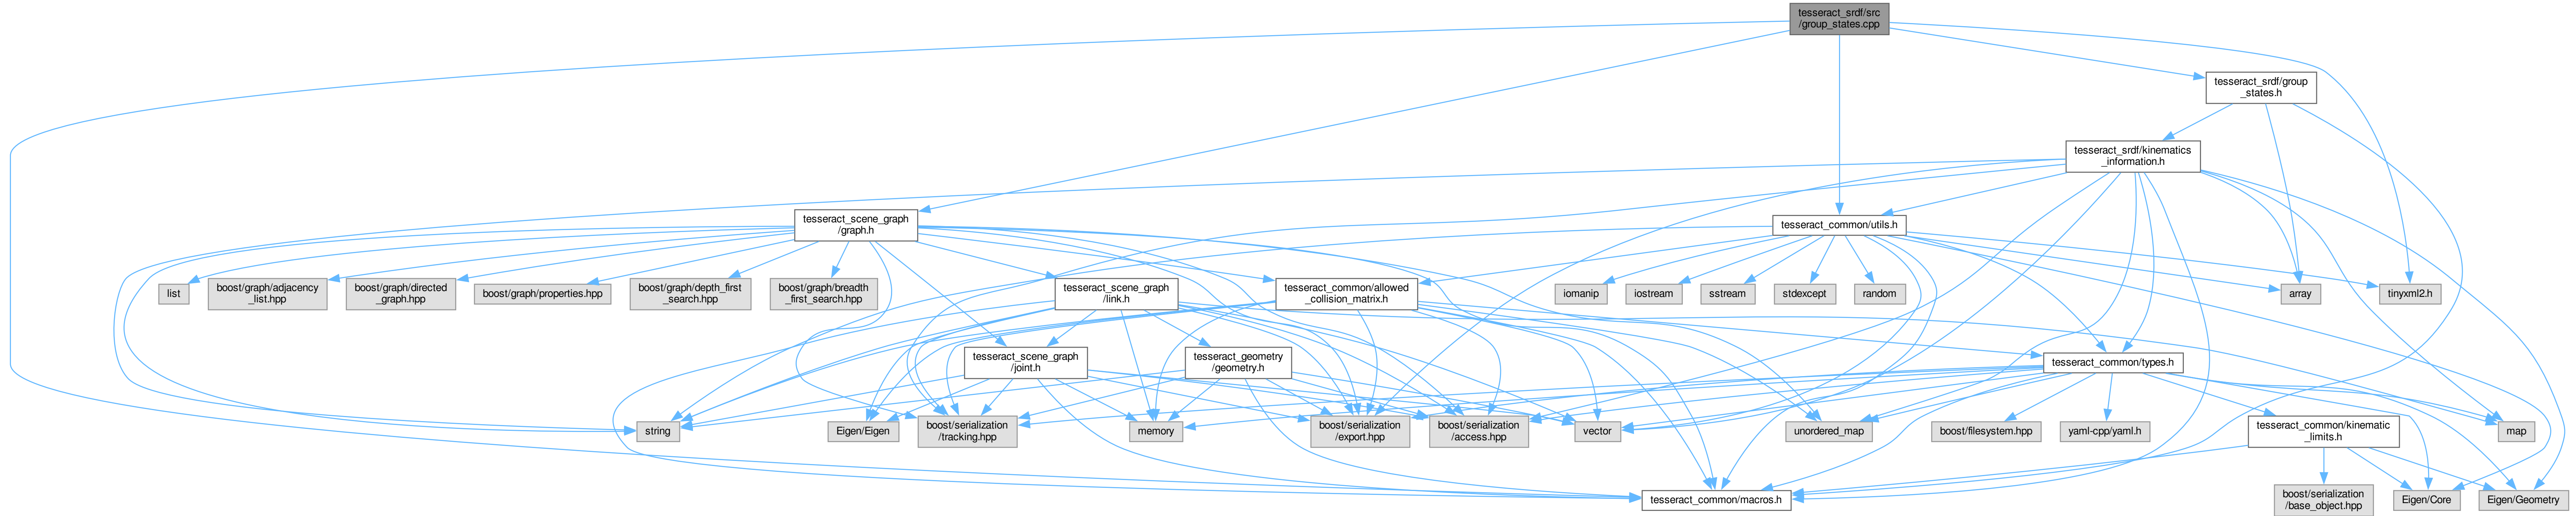 tesseract_srdf/src
/group_states.cpp
tesseract_srdf/group
_states.h
tesseract_srdf/kinematics
_information.h
tesseract_scene_graph
/graph.h
tesseract_common/utils.h
list
boost/graph/adjacency
_list.hpp
boost/graph/directed
_graph.hpp
boost/graph/properties.hpp
boost/graph/depth_first
_search.hpp
boost/graph/breadth
_first_search.hpp
tesseract_scene_graph
/link.h
tesseract_common/allowed
_collision_matrix.h
iomanip
iostream
sstream
stdexcept
random
array
tinyxml2.h
tesseract_scene_graph
/joint.h
tesseract_geometry
/geometry.h
tesseract_common/types.h
string
Eigen/Eigen
boost/serialization
/tracking.hpp
memory
boost/serialization
/export.hpp
boost/serialization
/access.hpp
vector
unordered_map
boost/filesystem.hpp
yaml-cpp/yaml.h
tesseract_common/kinematic
_limits.h
map
tesseract_common/macros.h
boost/serialization
/base_object.hpp
Eigen/Core
Eigen/Geometry